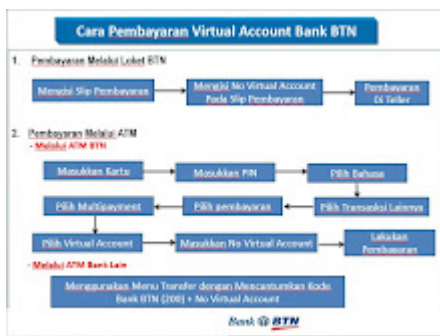 Cara Pembayaran Virtual Account Bank BTN
1. Pembayaran Melalui Loket BTN
Mengisi Slip Pembayaran
Mengisi No Virtual Account
Pada Slip Pembayaran
Pembayaran
Di Teller
2. Pembayaran Melalui ATM
- Melalui ATM BTN
Masukkan Kartu
Masukkan PIN
Pilih Bahasa
Pilih Transaksi Lainnya
Pilih pembayaran
Pilih Multipayment
Pilih Virtual Account
Masukkan No Virtual Account
Lakukan
Pembayaran
- Melalui ATM Bank Lain
Menggunakan Menu Transfer dengan Mencantumkan Kode
Bank BTN (200) + No Virtual Account
Bank BTN